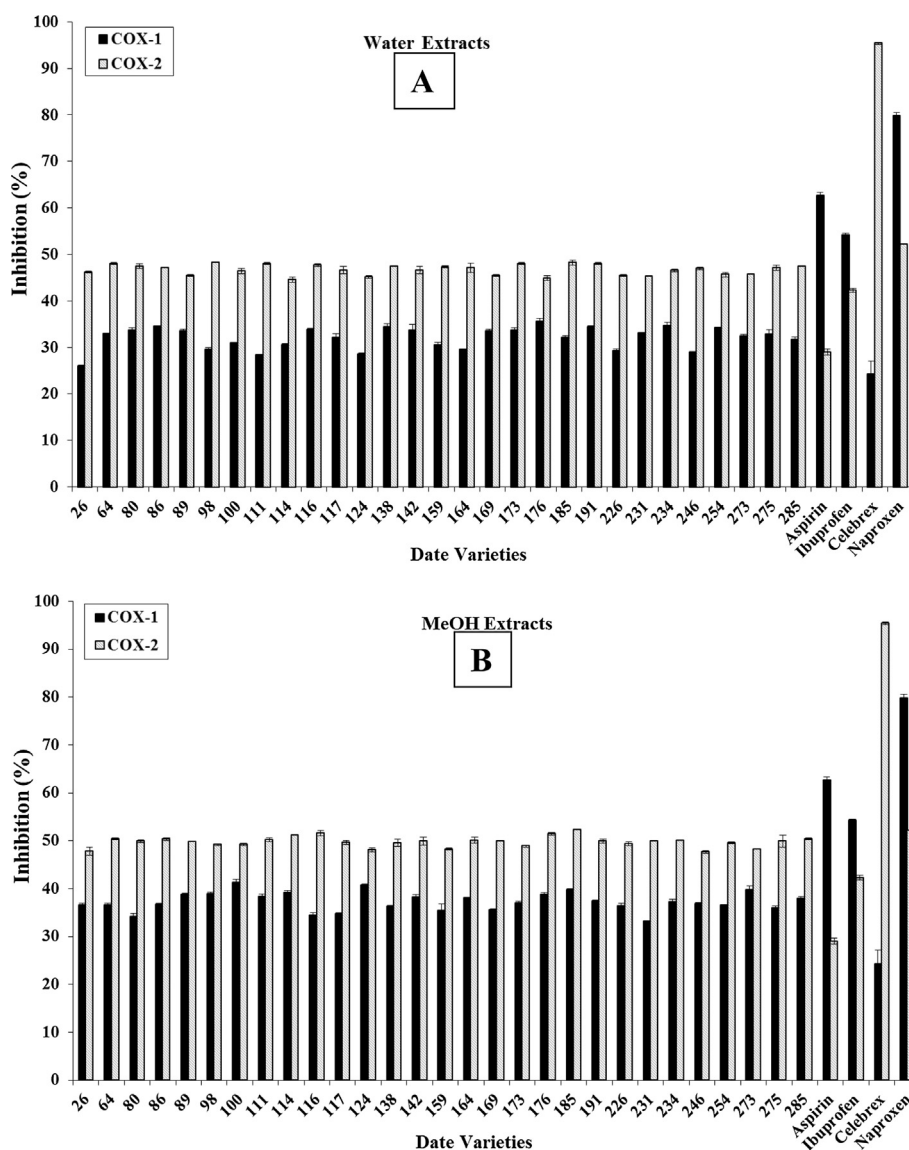 100
90
80
70
60
50
40
30
20
10
0
Inhibition (%)
COX-1
COX-2
Water Extracts
A
26 64 80 86 89 98 100 111 114 116 117 124 138 142 159 164 169 173 176 185 191 226 231 234 246 254 273 275 285 Aspirin Ibuprofen Celebrex Naproxen
Date Varieties
100
90
80
70
60
50
40
30
20
10
0
Inhibition (%)
COX-1
COX-2
MeOH Extracts
B
26 64 80 86 89 98 100 111 114 116 117 124 138 142 159 164 169 173 176 185 191 226 231 234 246 254 273 275 285 Aspirin Ibuprofen Celebrex Naproxen
Date Varieties